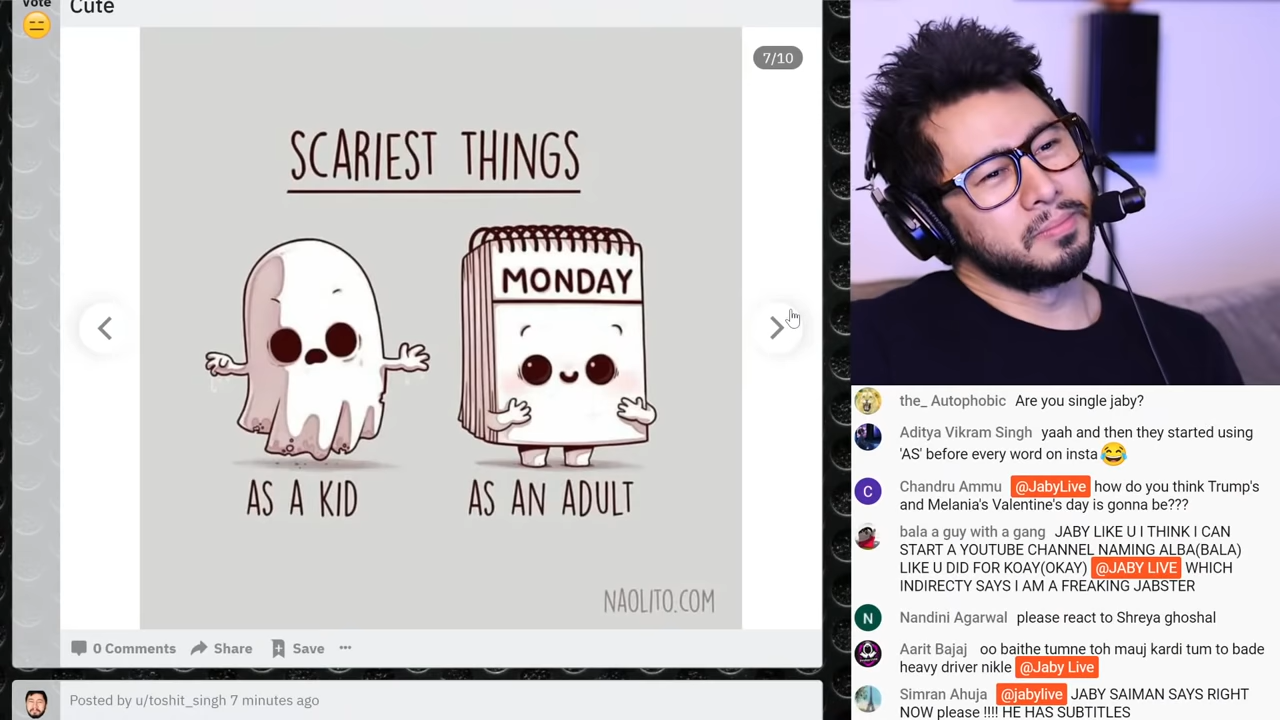 Vote
Cute
7/10
SCARIEST THINGS
MONDAY
AS A KID
AS AN ADULT
NAOLITO.COM
0 Comments
Share
Save
Posted by u/toshit_singh 7 minutes ago
the_ Autophobic Are you single jaby?
Aditya Vikram Singh yaah and then they started using
'AS' before every word on insta
C
Chandru Ammu @JabyLive how do you think Trump's
and Melania's Valentine's day is gonna be???
bala a guy with a gang JABY LIKE U I THINK I CAN
START A YOUTUBE CHANNEL NAMING ALBA(BALA)
LIKE U DID FOR KOAY(OKAY) @JABY LIVE WHICH
INDIRECTY SAYS I AM A FREAKING JABSTER
N
Nandini Agarwal please react to Shreya ghoshal
Aarit Bajaj oo baithe tumne toh mauj kardi tum to bade
heavy driver nikle @Jaby Live
Simran Ahuja @jabylive JABY SAIMAN SAYS RIGHT
NOW please !!!! HE HAS SUBTITLES